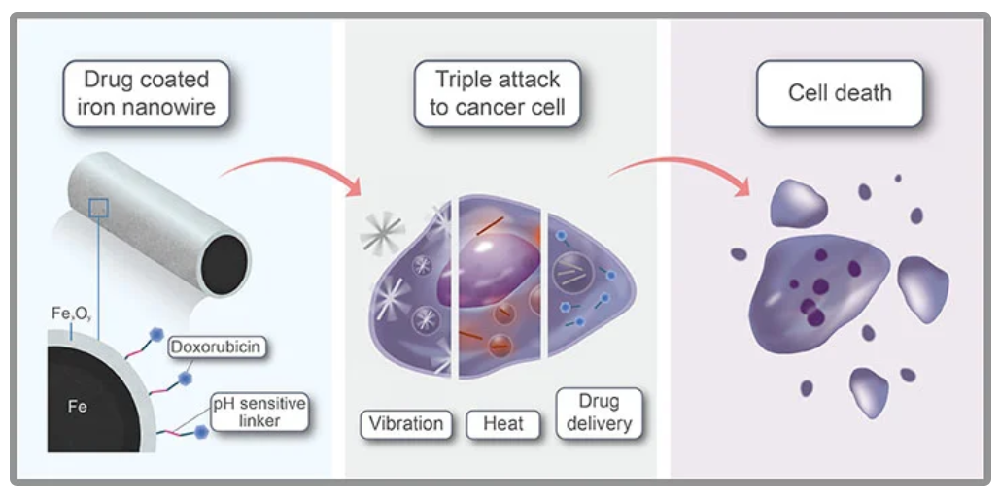 Drug coated
iron nanowire
Triple attack
to cancer cell
Cell death
FeₓOᵧ
Doxorubicin
Fe
pH sensitive
linker
Vibration
Heat
Drug
delivery